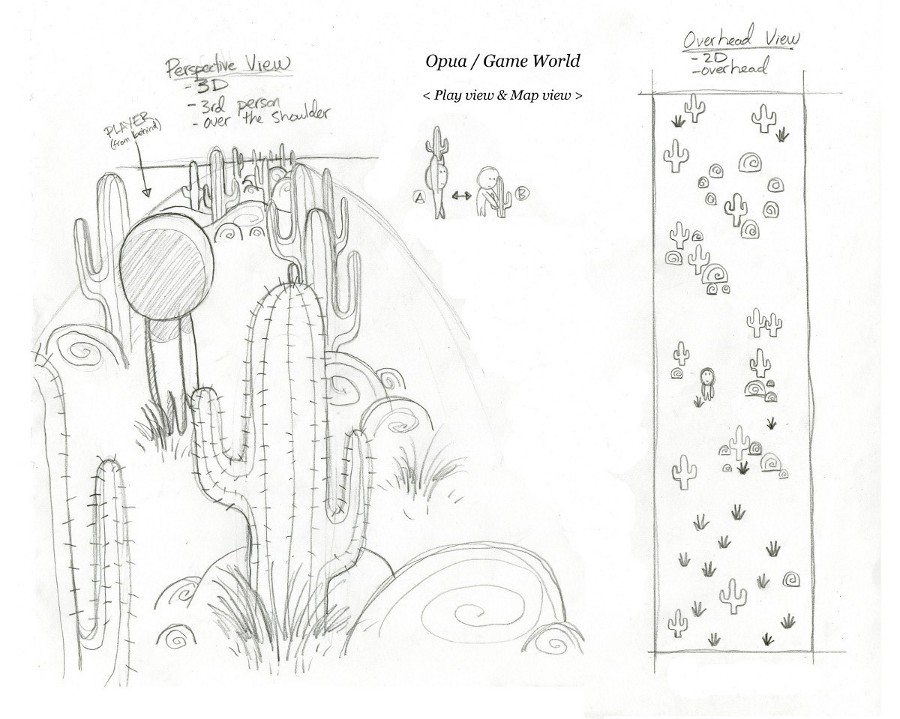 Perspective View
- 3D
- 3rd person
- over the shoulder
PLAYER
(from behind)
Opua / Game World
< Play view & Map view >
A
B
Overhead View
- 2D
- overhead